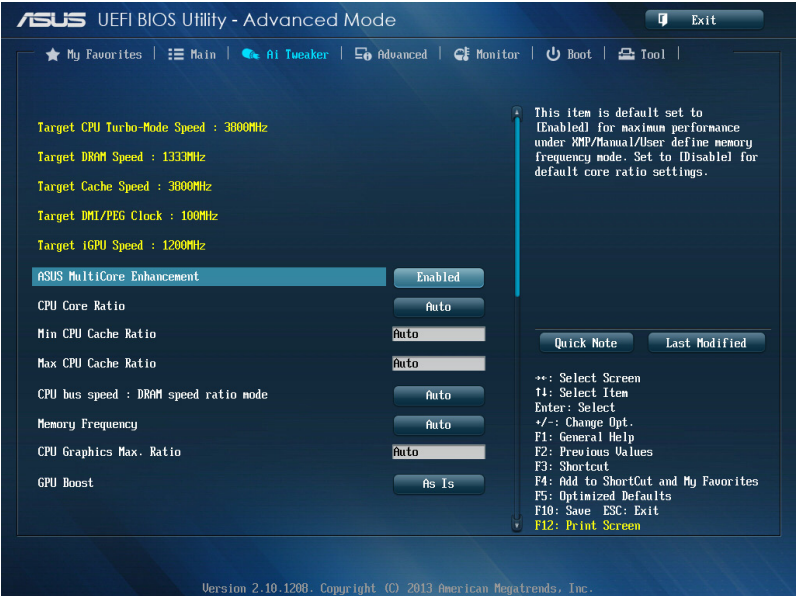 ASUS UEFI BIOS Utility - Advanced Mode
Exit
My Favorites | Main | Ai Tweaker | Advanced | Monitor | Boot | Tool |
Target CPU Turbo-Mode Speed : 3800MHz
Target DRAM Speed : 1333MHz
Target Cache Speed : 3800MHz
Target DMI/PEG Clock : 100MHz
Target iGPU Speed : 1200MHz
ASUS MultiCore Enhancement Enabled
CPU Core Ratio Auto
Min CPU Cache Ratio Auto
Max CPU Cache Ratio Auto
CPU bus speed : DRAM speed ratio mode Auto
Memory Frequency Auto
CPU Graphics Max. Ratio Auto
GPU Boost As Is
This item is default set to
[Enabled] for maximum performance
under XMP/Manual/User define memory
frequency mode. Set to [Disable] for
default core ratio settings.
Quick Note Last Modified
→←: Select Screen
↑↓: Select Item
Enter: Select
+/-: Change Opt.
F1: General Help
F2: Previous Values
F3: Shortcut
F4: Add to ShortCut and My Favorites
F5: Optimized Defaults
F10: Save ESC: Exit
F12: Print Screen
Version 2.10.1208. Copyright (C) 2013 American Megatrends, Inc.